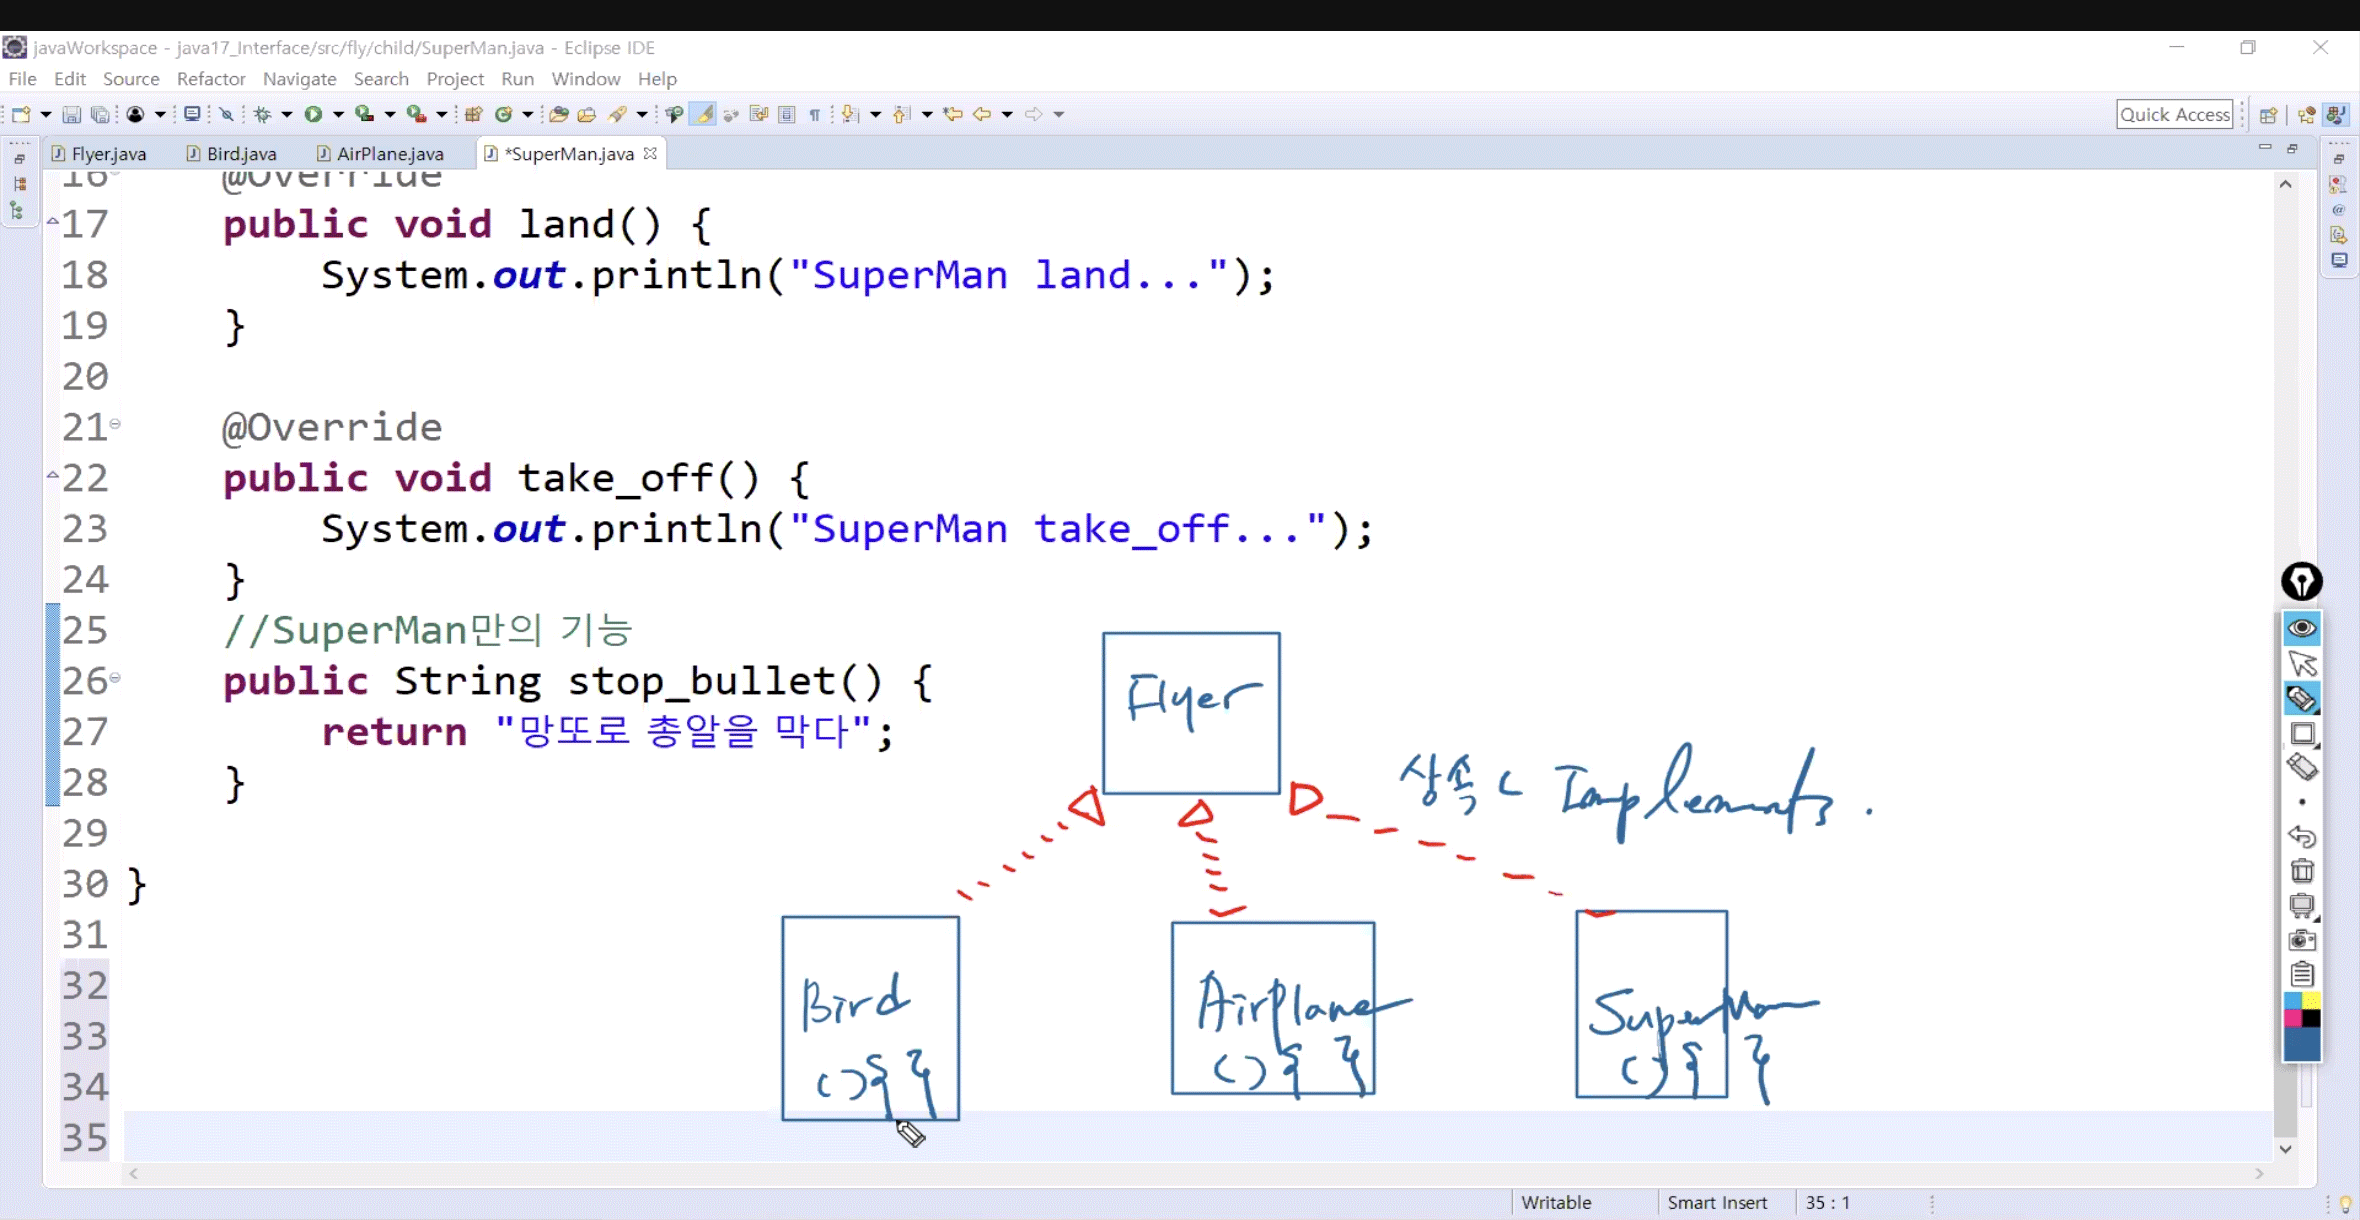 javaWorkspace - java17_Interface/src/fly/child/SuperMan.java - Eclipse IDE
File Edit Source Refactor Navigate Search Project Run Window Help
Quick Access
Flyer.java Bird.java AirPlane.java *SuperMan.java
16 @Override
17 public void land() {
18 System.out.println("SuperMan land...");
19 }
20
21 @Override
22 public void take_off() {
23 System.out.println("SuperMan take_off...");
24 }
25 //SuperMan만의 기능
26 public String stop_bullet() {
27 return "망또로 총알을 막다";
28 }
29
30 }
31
32
33
34
35
Flyer
상속 < Implements.
Bird
(){ }
AirPlane
(){ }
SuperMan
(){ }
Writable Smart Insert 35 : 1